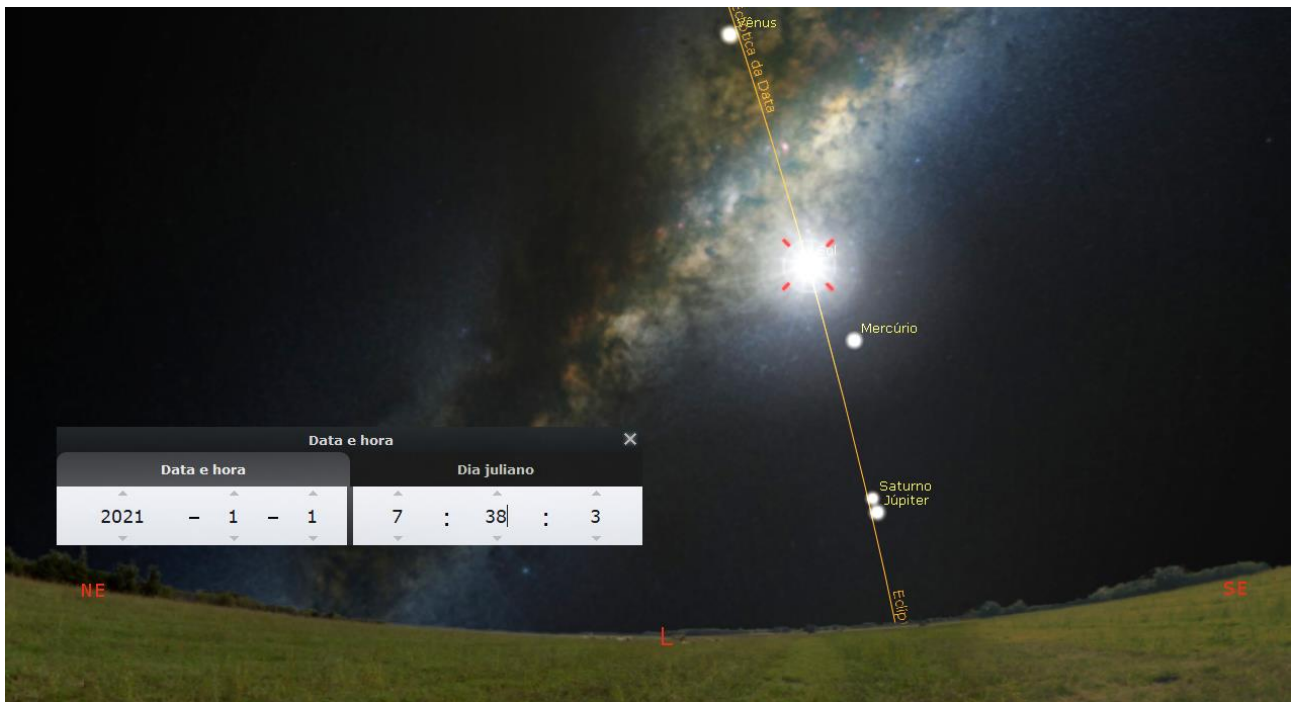 Vênus
Eclíptica da Data
Mercúrio
Saturno
Júpiter
Data e hora
Data e hora
Dia juliano
2021 – 1 – 1
7 : 38 : 3
NE
Eclip
SE
L